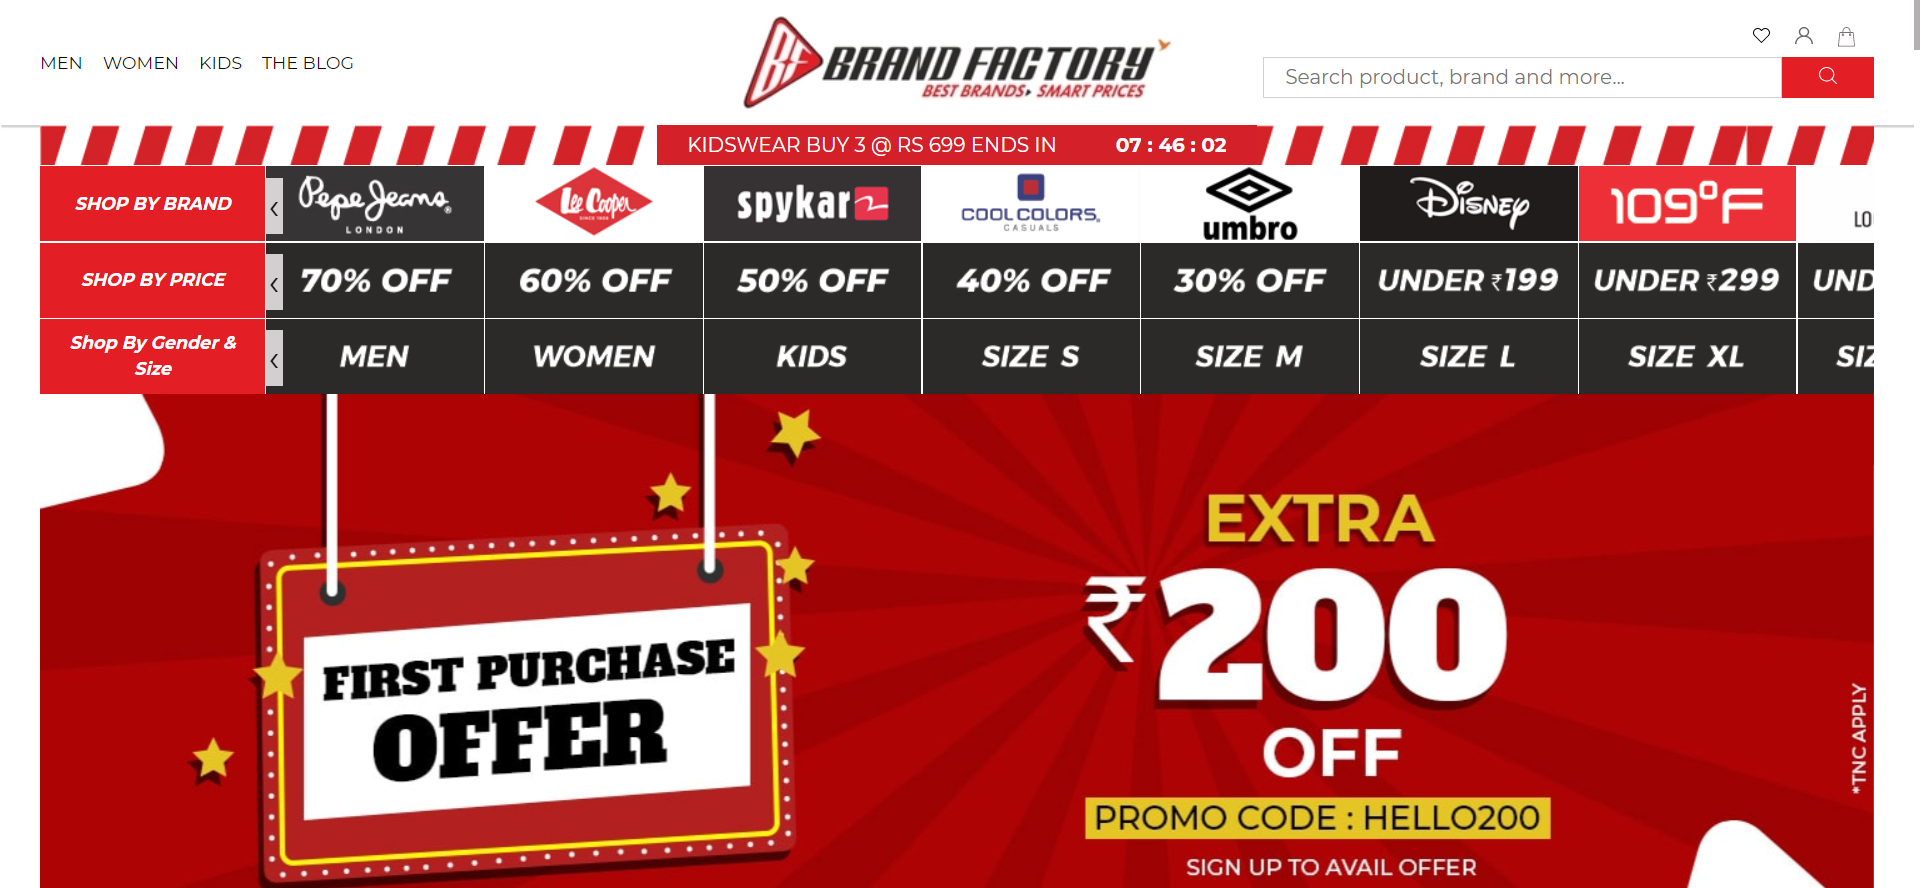 MEN WOMEN KIDS THE BLOG
BF BRAND FACTORY
BEST BRANDS SMART PRICES
Search product, brand and more...
KIDSWEAR BUY 3 @ RS 699 ENDS IN 07 : 46 : 02
SHOP BY BRAND
Pepe Jeans®
LONDON
Lee Cooper
SINCE 1908
spykar
COOL COLORS.
CASUALS
umbro
Disney
109°F
LO
SHOP BY PRICE 70% OFF 60% OFF 50% OFF 40% OFF 30% OFF UNDER ₹199 UNDER ₹299 UND
Shop By Gender &
Size
MEN WOMEN KIDS SIZE S SIZE M SIZE L SIZE XL SIZ
FIRST PURCHASE
OFFER
EXTRA
₹200
OFF
PROMO CODE : HELLO200
SIGN UP TO AVAIL OFFER
*TNC APPLY